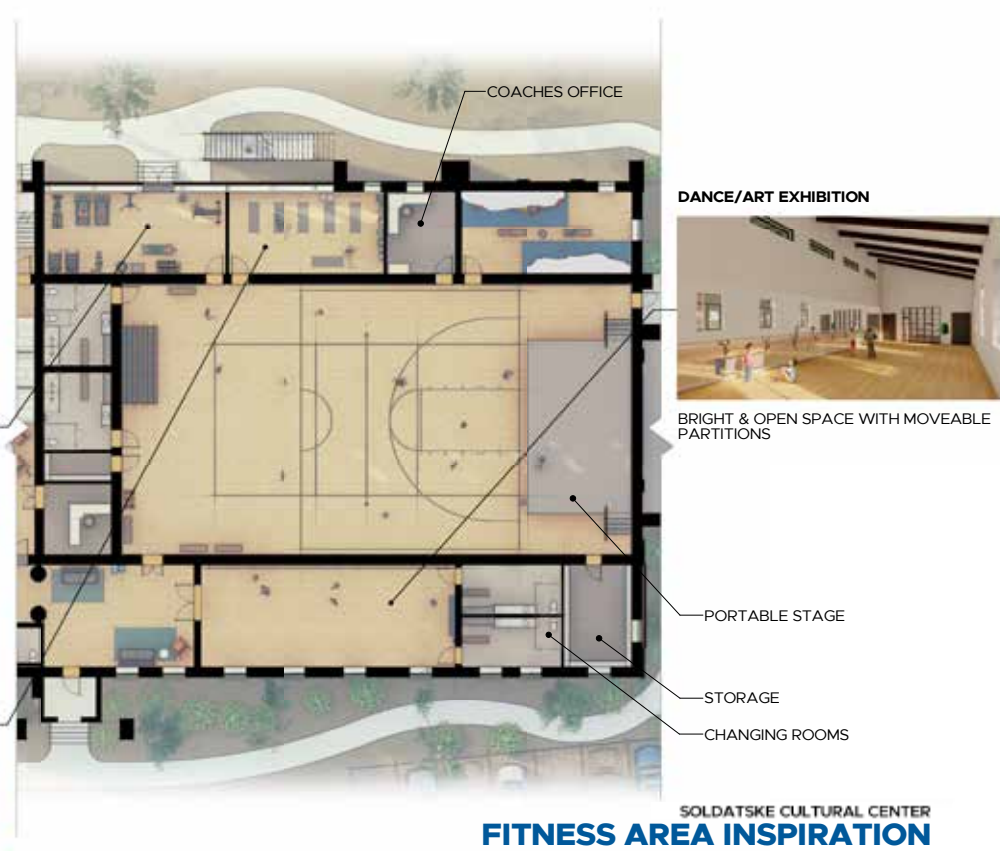 COACHES OFFICE
DANCE/ART EXHIBITION
BRIGHT & OPEN SPACE WITH MOVEABLE
PARTITIONS
PORTABLE STAGE
STORAGE
CHANGING ROOMS
SOLDATSKE CULTURAL CENTER
FITNESS AREA INSPIRATION